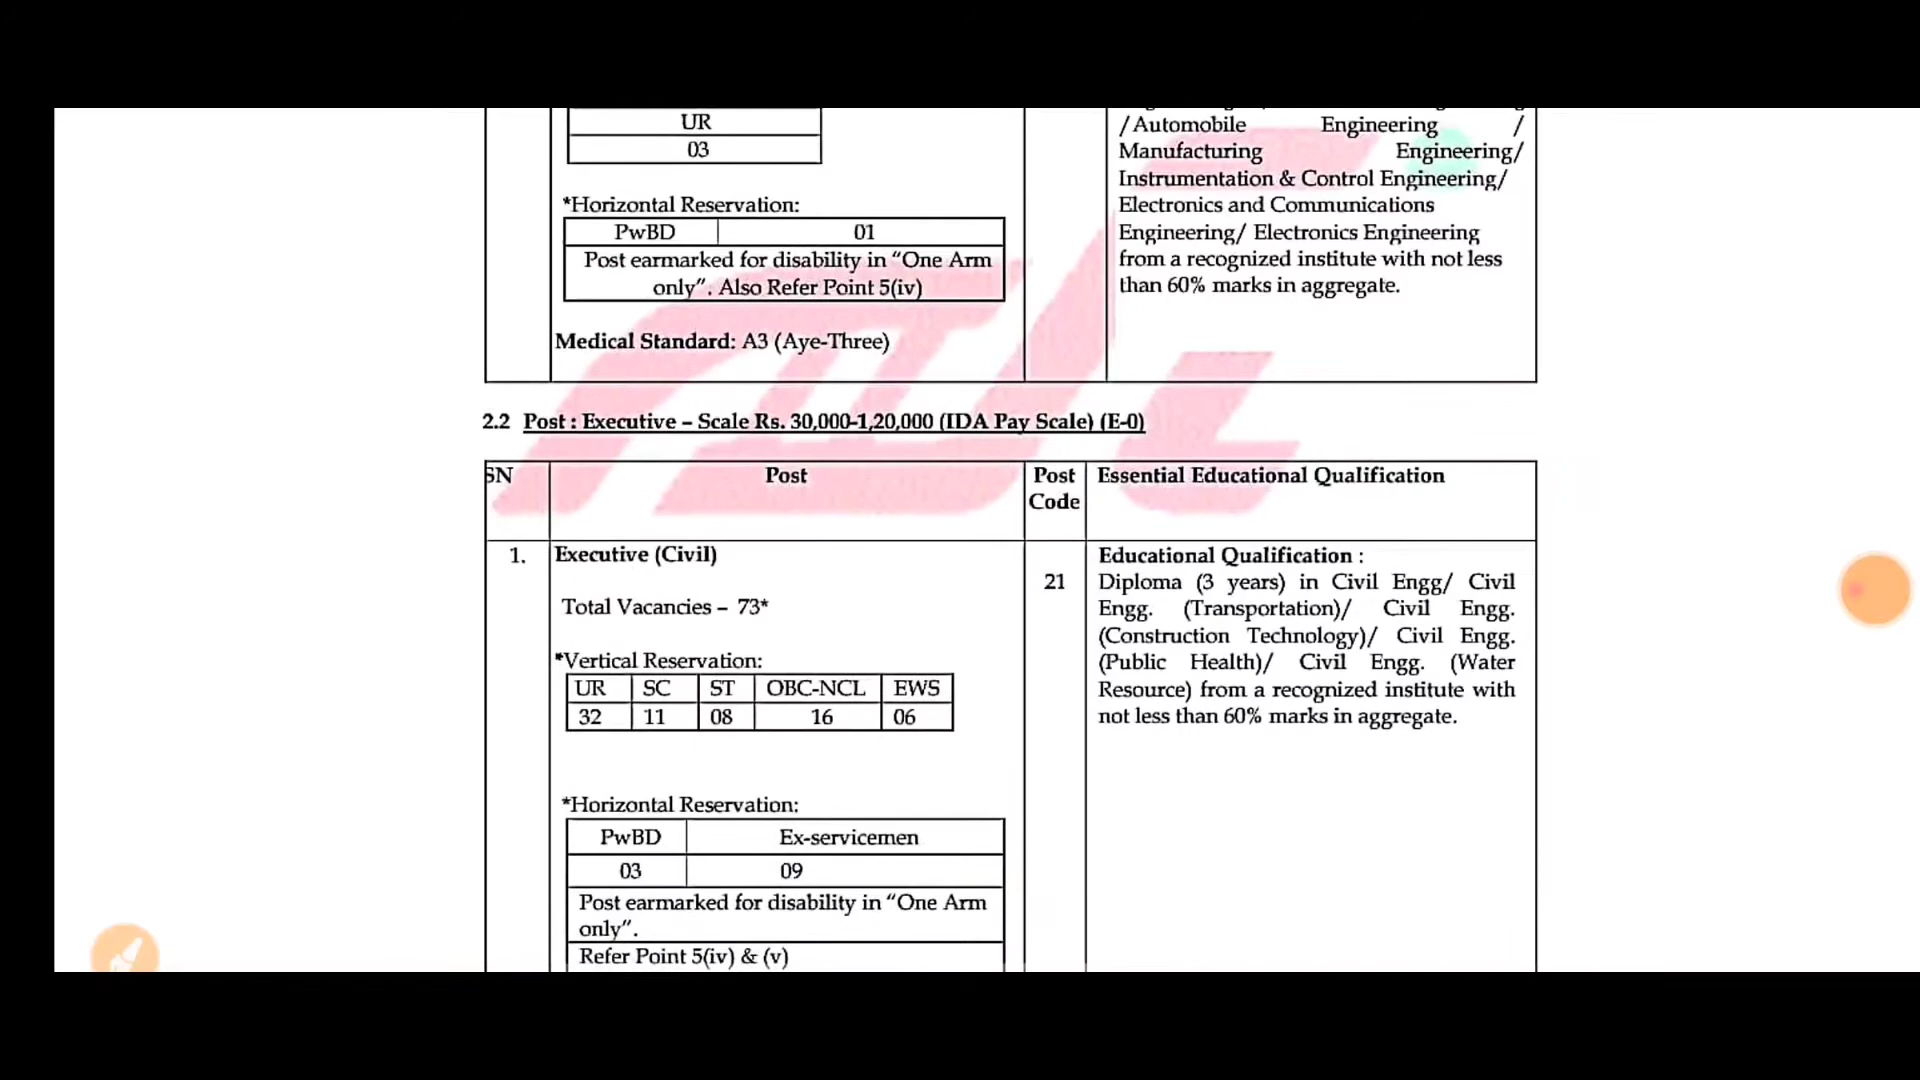 UR
03
*Horizontal Reservation:
PwBD 01
Post earmarked for disability in “One Arm
only”. Also Refer Point 5(iv)
Medical Standard: A3 (Aye-Three)
/Automobile Engineering /
Manufacturing Engineering/
Instrumentation & Control Engineering/
Electronics and Communications
Engineering/ Electronics Engineering
from a recognized institute with not less
than 60% marks in aggregate.
2.2 Post : Executive – Scale Rs. 30,000-1,20,000 (IDA Pay Scale) (E-0)
SN Post Post Essential Educational Qualification
Code
1. Executive (Civil)
Total Vacancies – 73*
*Vertical Reservation:
UR SC ST OBC-NCL EWS
32 11 08 16 06
*Horizontal Reservation:
PwBD Ex-servicemen
03 09
Post earmarked for disability in “One Arm
only”.
Refer Point 5(iv) & (v)
21
Educational Qualification :
Diploma (3 years) in Civil Engg/ Civil
Engg. (Transportation)/ Civil Engg.
(Construction Technology)/ Civil Engg.
(Public Health)/ Civil Engg. (Water
Resource) from a recognized institute with
not less than 60% marks in aggregate.